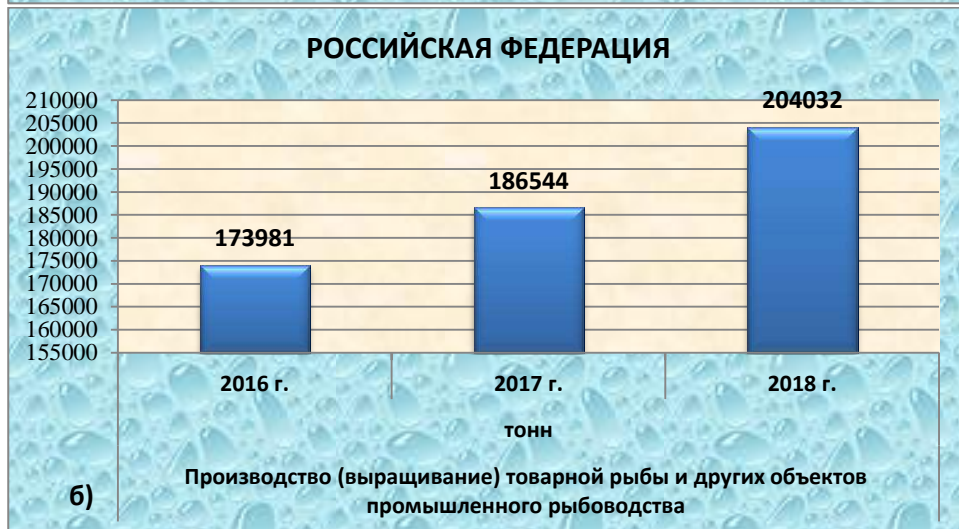 РОССИЙСКАЯ ФЕДЕРАЦИЯ
210000
205000
200000
195000
190000
185000
180000
175000
170000
165000
160000
155000
173981
186544
204032
2016 г.
2017 г.
2018 г.
тонн
Производство (выращивание) товарной рыбы и других объектов
промышленного рыбоводства
б)